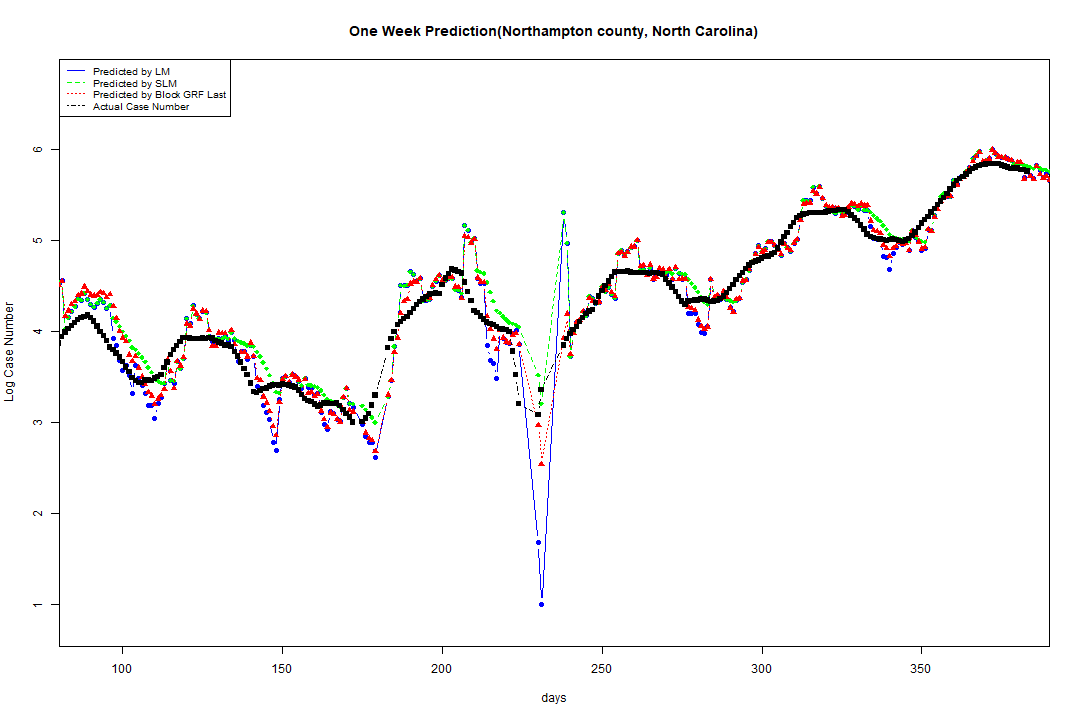 One Week Prediction(Northampton county, North Carolina)
Predicted by LM
Predicted by SLM
Predicted by Block GRF Last
Actual Case Number
6
5
4
3
2
1
Log Case Number
100 150 200 250 300 350
days